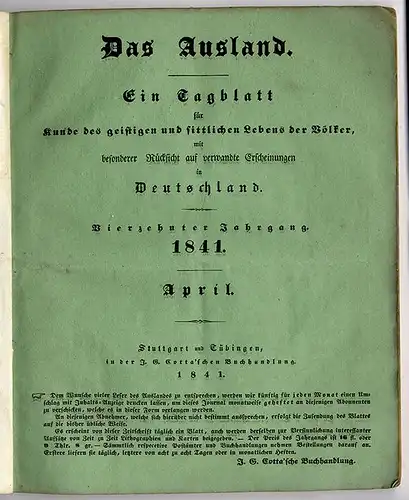 Das Ausland.
Ein Tagblatt
für
Kunde des geistigen und sittlichen Lebens der Völker,
mit
besonderer Rücksicht auf verwandte Erscheinungen
in
Deutschland.
Vierzehnter Jahrgang.
1841.
April.
Stuttgart und Tübingen,
in der J. G. Cotta'schen Buchhandlung.
1841.
☞ Dem Wunsche vieler Leser des Auslandes zu entsprechen, werden wir künftig für jeden Monat einen Um-
schlag mit Inhalts-Anzeige drucken lassen, um dieses Journal monatweise geheftet an diejenigen Abonnenten
zu verschicken, welche es in dieser Form verlangen werden.
An diejenigen Abnehmer, welche sich hierüber nicht bestimmt aussprechen, erfolgt die Zusendung des Blattes
auf die bisher übliche Weise.
Es erscheint von dieser Zeitschrift täglich ein Blatt, auch werden derselben zur Versinnlichung interessanter
Aufsätze von Zeit zu Zeit Lithographien und Karten beigegeben. — Der Preis des Jahrgangs ist 16 fl. oder
9 Thlr. 8 gr. — Sämmtlich respective Postämter und Buchhandlungen nehmen Bestellungen darauf an.
Erstere liefern sie täglich, letztere von acht zu acht Tagen oder in monatlichen Heften.
J. G. Cotta'sche Buchhandlung.